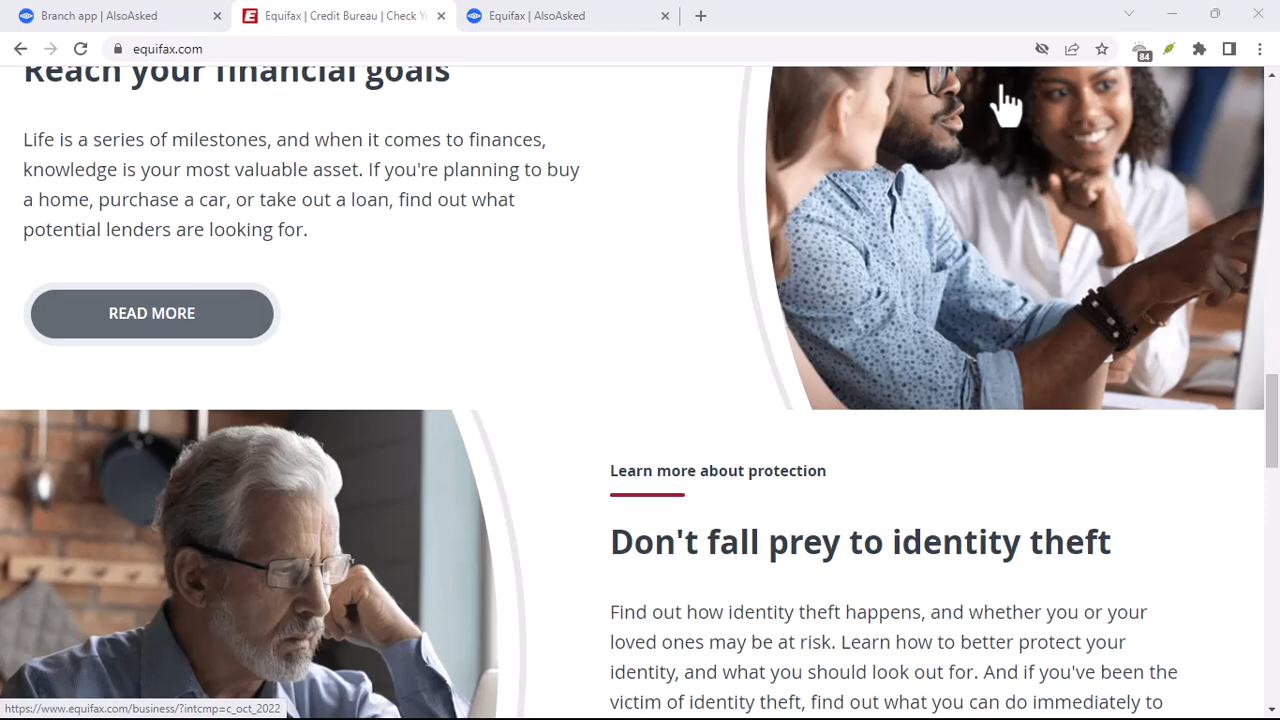 Branch app | AlsoAsked
Equifax | Credit Bureau | Check Y
Equifax | AlsoAsked
equifax.com
84
Reach your financial goals
Life is a series of milestones, and when it comes to finances,
knowledge is your most valuable asset. If you're planning to buy
a home, purchase a car, or take out a loan, find out what
potential lenders are looking for.
READ MORE
Learn more about protection
Don't fall prey to identity theft
Find out how identity theft happens, and whether you or your
loved ones may be at risk. Learn how to better protect your
identity, and what you should look out for. And if you've been the
victim of identity theft, find out what you can do immediately to
https://www.equifax.com/business/?intcmp=c_oct_2022